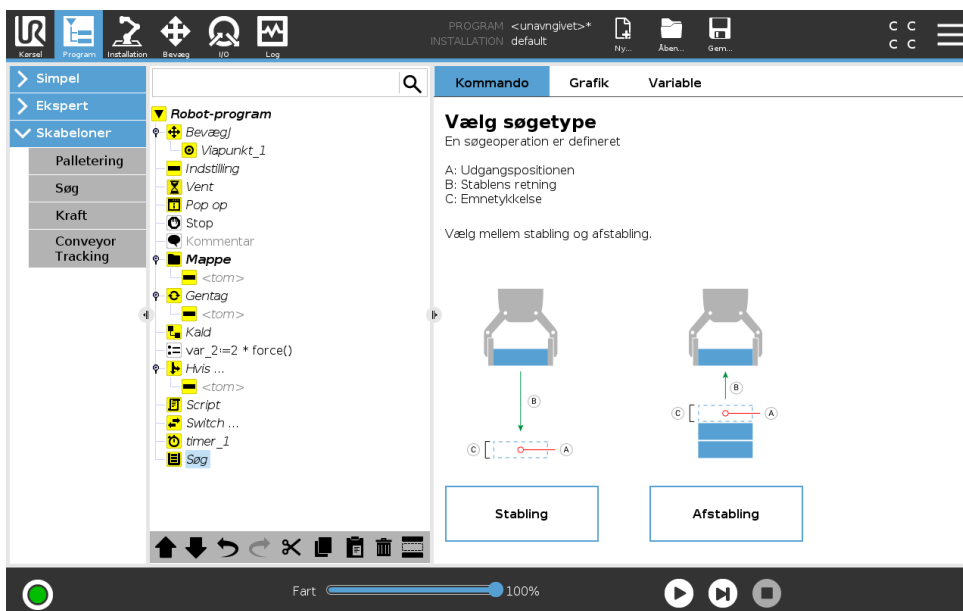 PROGRAM <unavngivet>*
INSTALLATION default
Kørsel
Program
Installation
Bevæg
I/O
Log
Ny...
Åben...
Gem...
C C
C C
Simpel
Ekspert
Skabeloner
Palletering
Søg
Kraft
Conveyor
Tracking
Robot-program
BevægJ
Viapunkt_1
Indstilling
Vent
Pop op
Stop
Kommentar
Mappe
<tom>
Gentag
<tom>
Kald
var_2:=2 * force()
Hvis ...
<tom>
Script
Switch ...
timer_1
Søg
Kommando Grafik Variable
Vælg søgetype
En søgeoperation er defineret
A: Udgangspositionen
B: Stablens retning
C: Emnetykkelse
Vælg mellem stabling og afstabling.
B
C A
B
C A
Stabling
Afstabling
Fart 100%